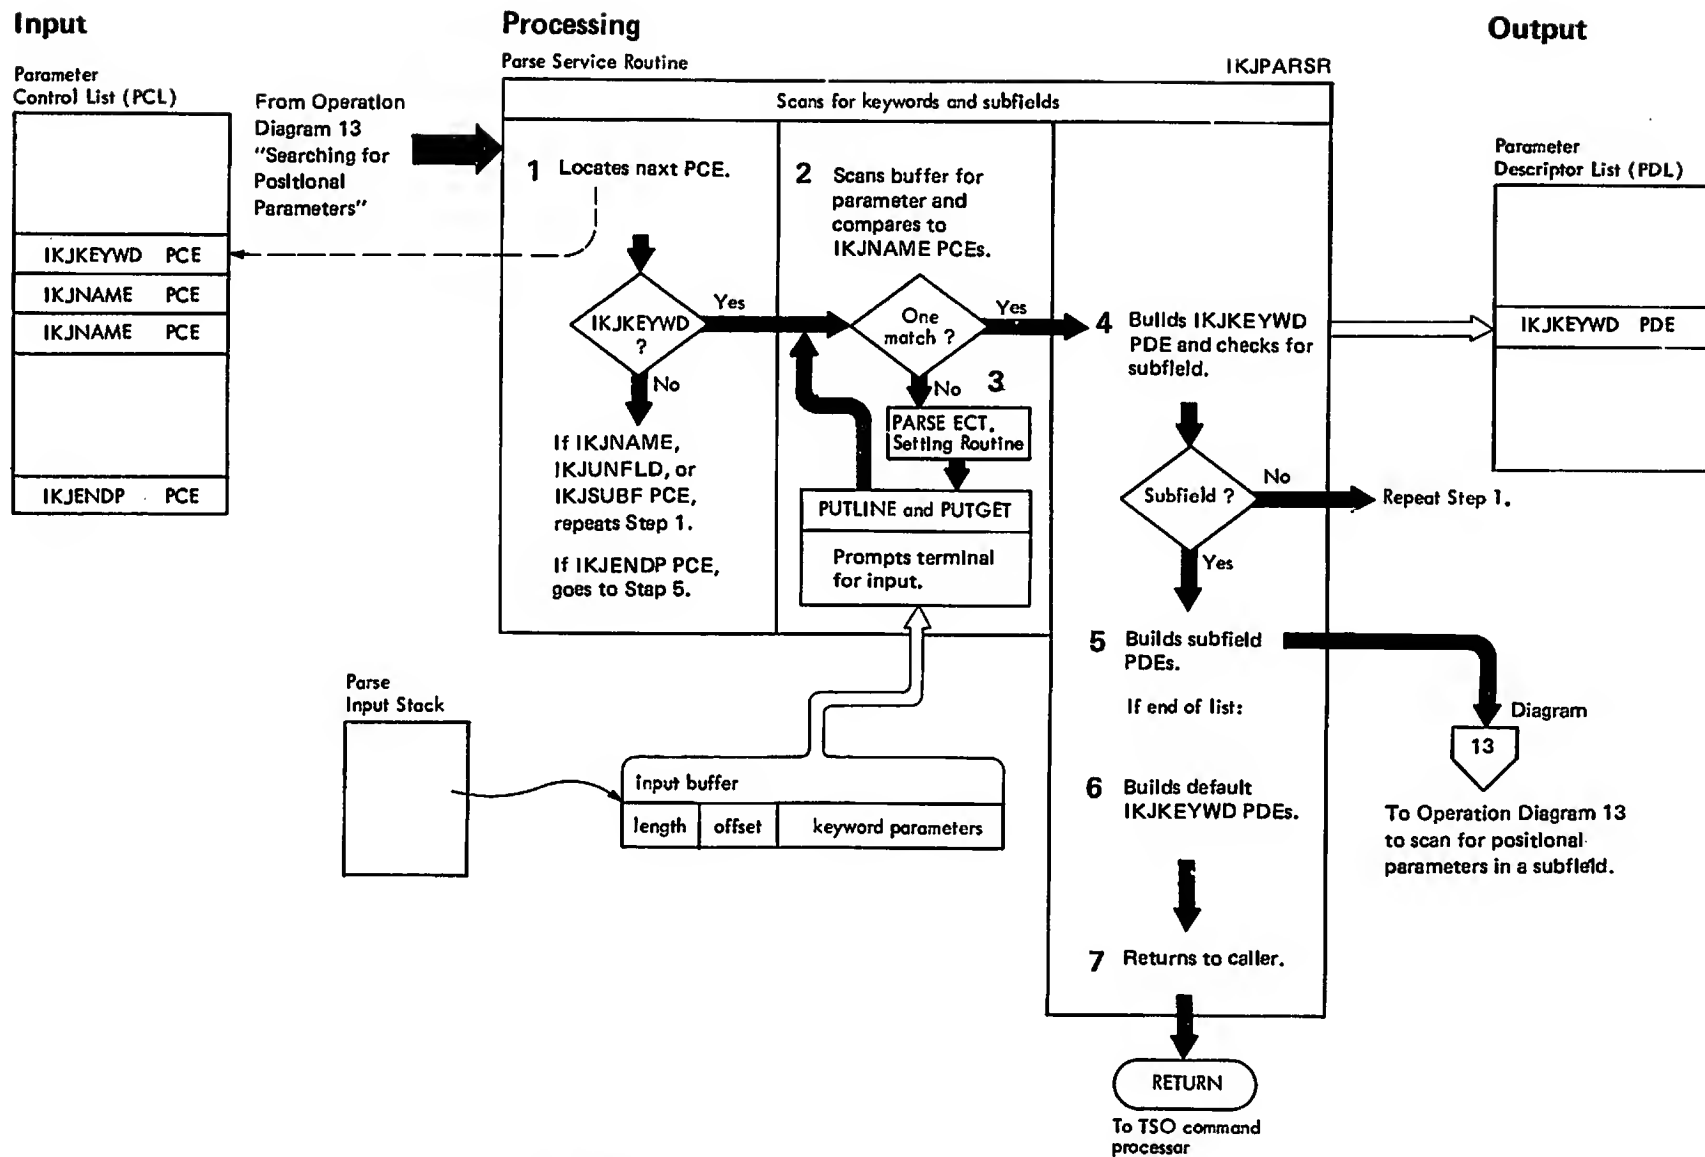 Input
Processing
Output
Parameter
Control List (PCL)
IKJKEYWD PCE
IKJNAME PCE
IKJNAME PCE
IKJENDP PCE
From Operation
Diagram 13
"Searching for
Positional
Parameters"
Parse Service Routine
IKJPARSR
Scans for keywords and subfields
1 Locates naxt PCE.
IKJKEYWD
?
Yes
No
If IKJNAME,
IKJUNFLD, or
IKJSUBF PCE,
repeats Step 1.
If IKJENDP PCE,
goes to Step 5.
2 Scans buffer for
parameter and
compares to
IKJNAME PCEs.
One
match ?
Yes
No
3
PARSE ECT.
Setting Routine
PUTLINE and PUTGET
Prompts terminal
for input.
4 Builds IKJKEYWD
PDE and checks for
subfield.
Subfield ?
No
Repeat Step 1.
Yes
5 Builds subfield
PDEs.
If end of list:
6 Builds default
IKJKEYWD PDEs.
7 Returns to caller.
RETURN
To TSO command
processar
Parse
Input Stack
input buffer
length offset keyword parameters
Parameter
Descriptor List (PDL)
IKJKEYWD PDE
Diagram
13
To Operation Diagram 13
to scan for positional
parameters in a subfield.